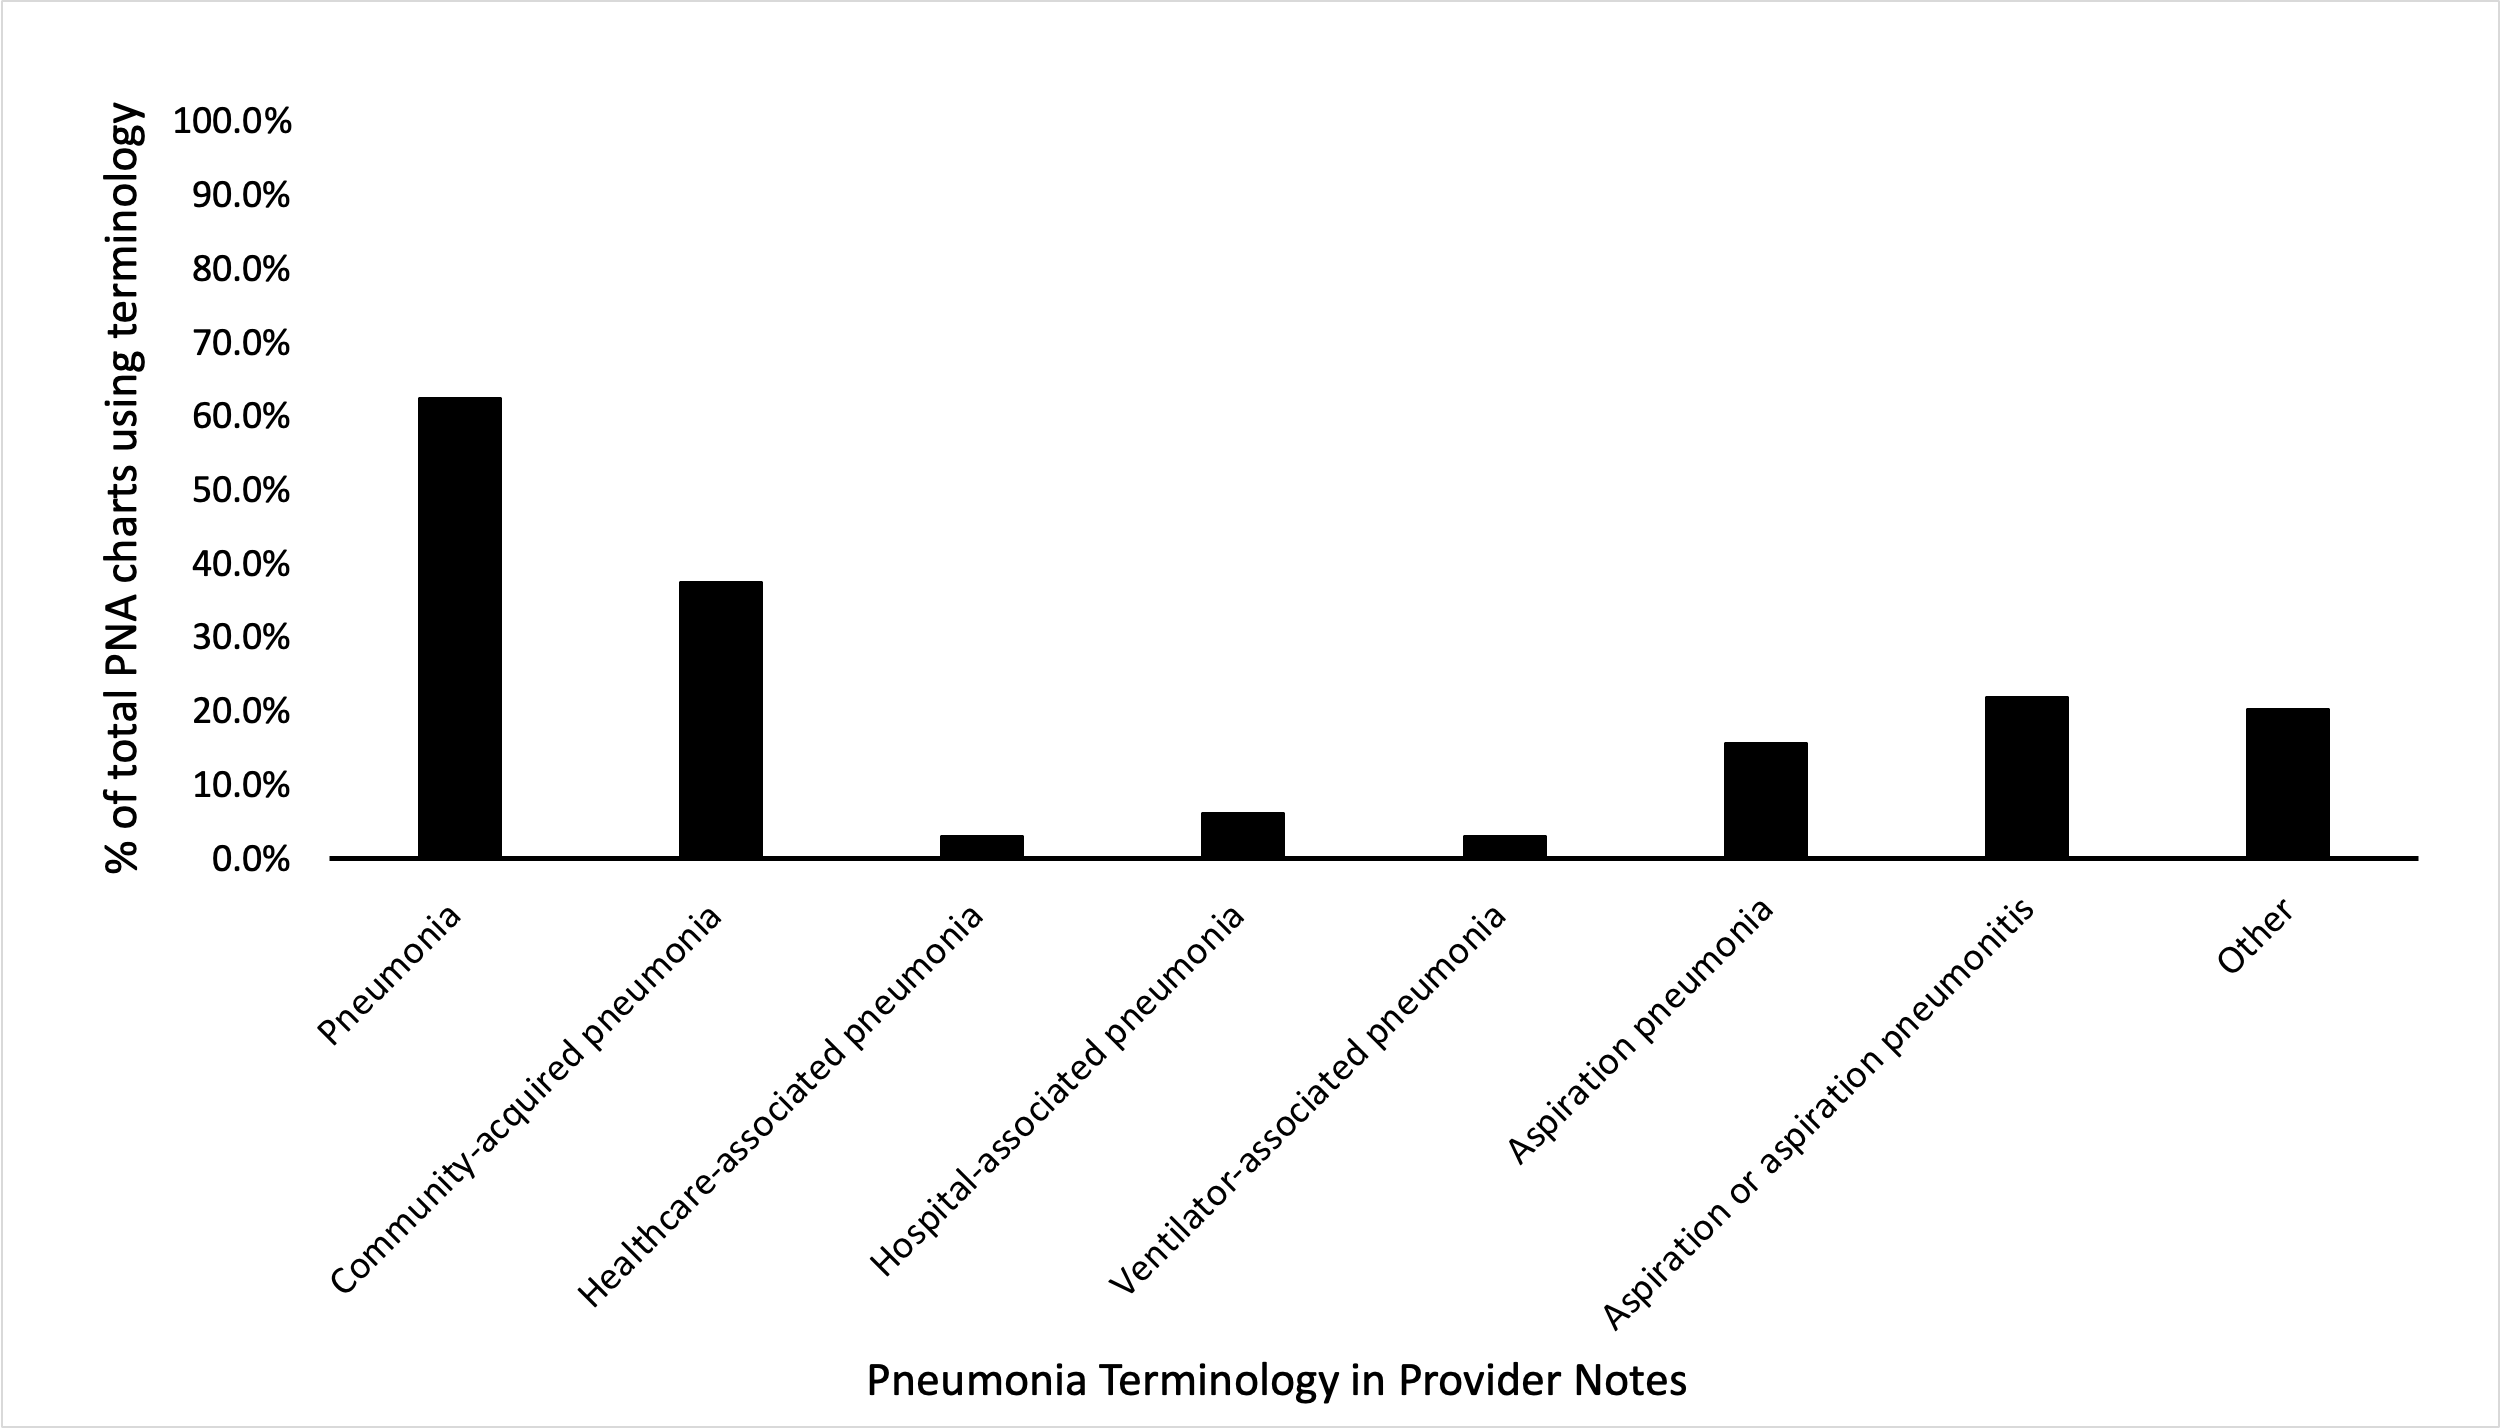 % of total PNA charts using terminology
100.0%
90.0%
80.0%
70.0%
60.0%
50.0%
40.0%
30.0%
20.0%
10.0%
0.0%
Pneumonia
Community-acquired pneumonia
Healthcare-associated pneumonia
Hospital-associated pneumonia
Ventilator-associated pneumonia
Aspiration pneumonia
Aspiration or aspiration pneumonitis
Other
Pneumonia Terminology in Provider Notes